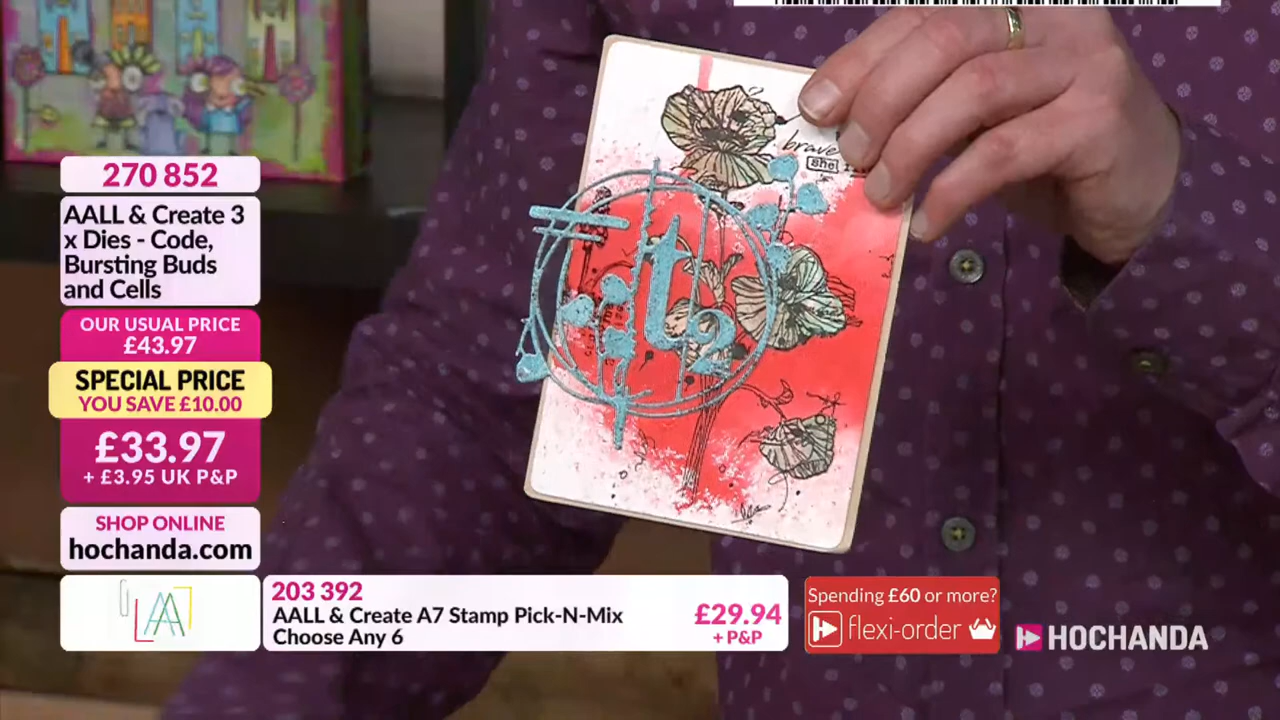 270 852
AALL & Create 3
x Dies - Code,
Bursting Buds
and Cells
OUR USUAL PRICE
£43.97
SPECIAL PRICE
YOU SAVE £10.00
£33.97
+ £3.95 UK P&P
SHOP ONLINE
hochanda.com
203 392
AALL & Create A7 Stamp Pick-N-Mix
Choose Any 6
£29.94
+ P&P
Spending £60 or more?
flexi-order
HOCHANDA
brave
she
t2